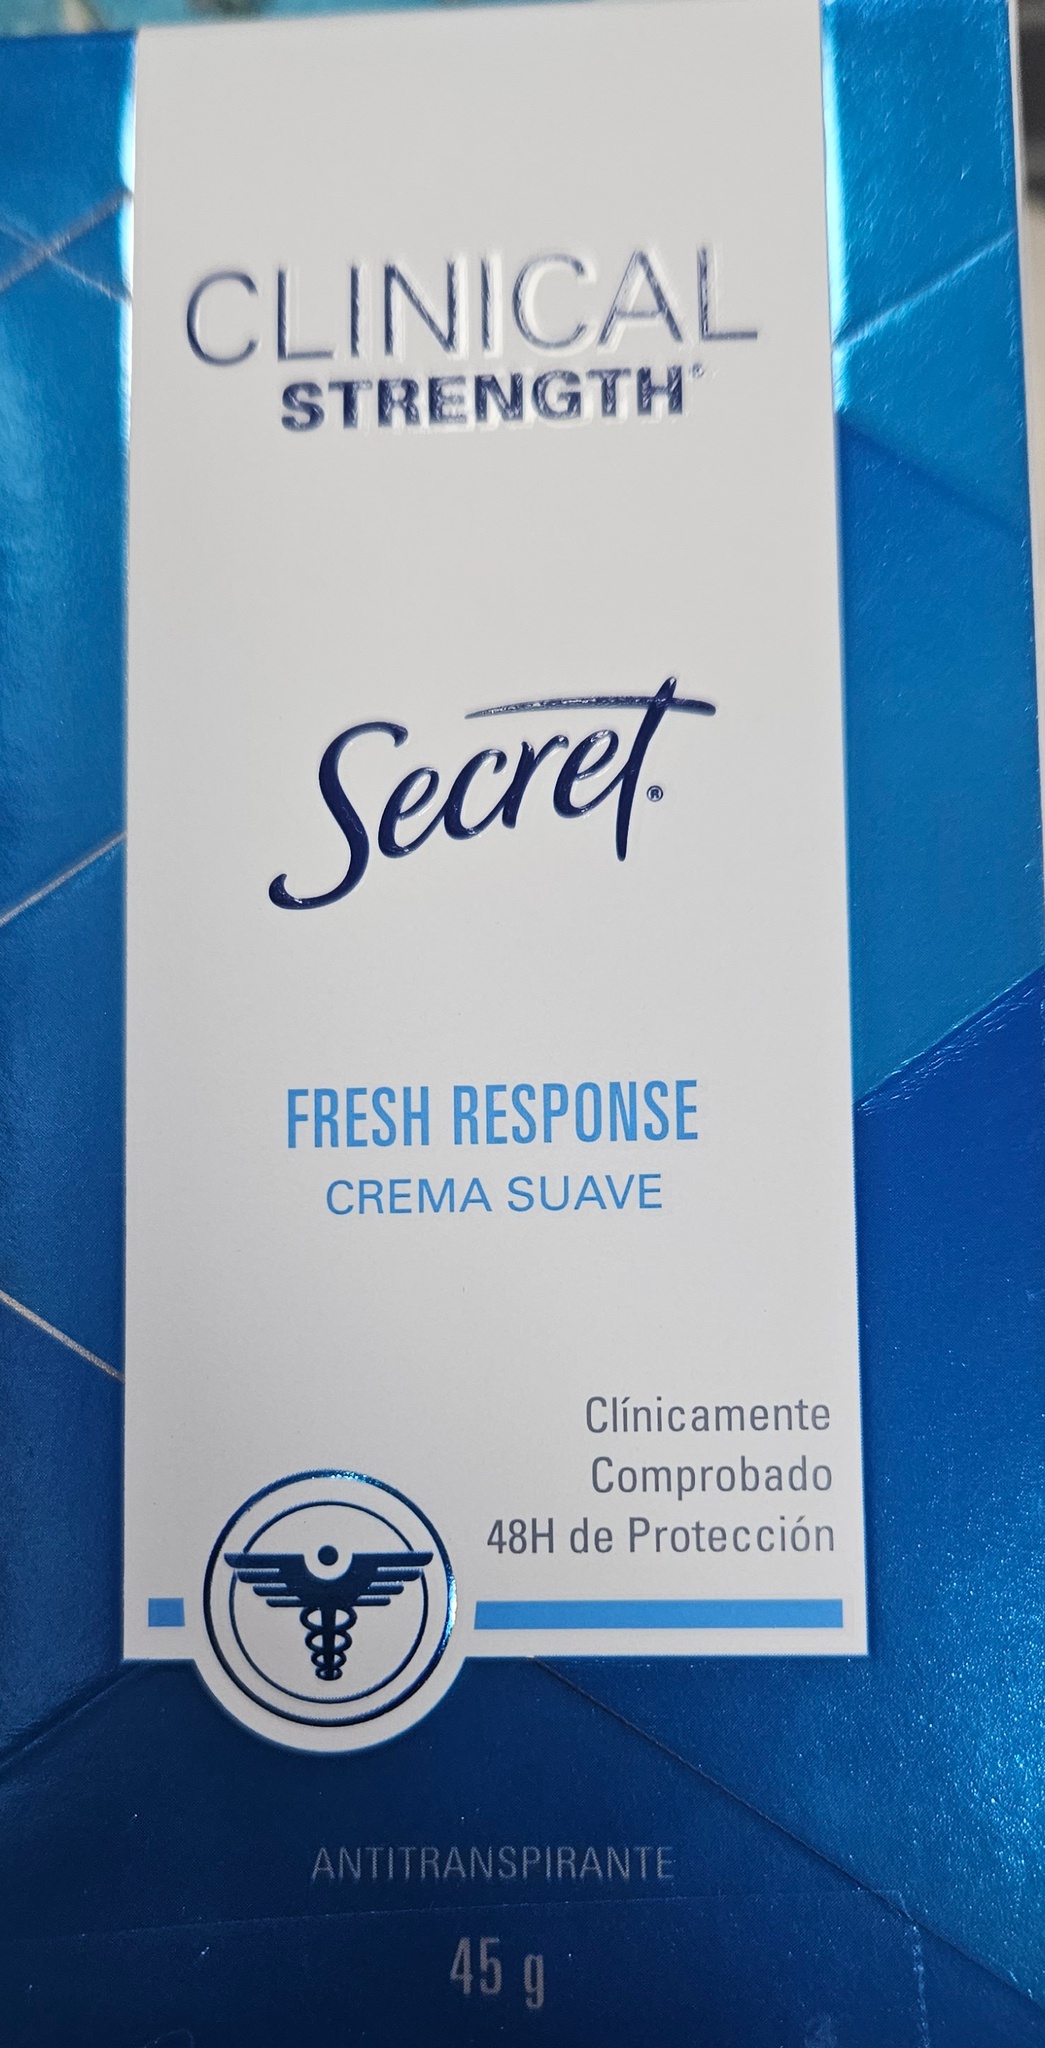 CLINICAL
STRENGTH®
Secret®
FRESH RESPONSE
CREMA SUAVE
Clínicamente
Comprobado
48H de Protección
ANTITRANSPIRANTE
45 g